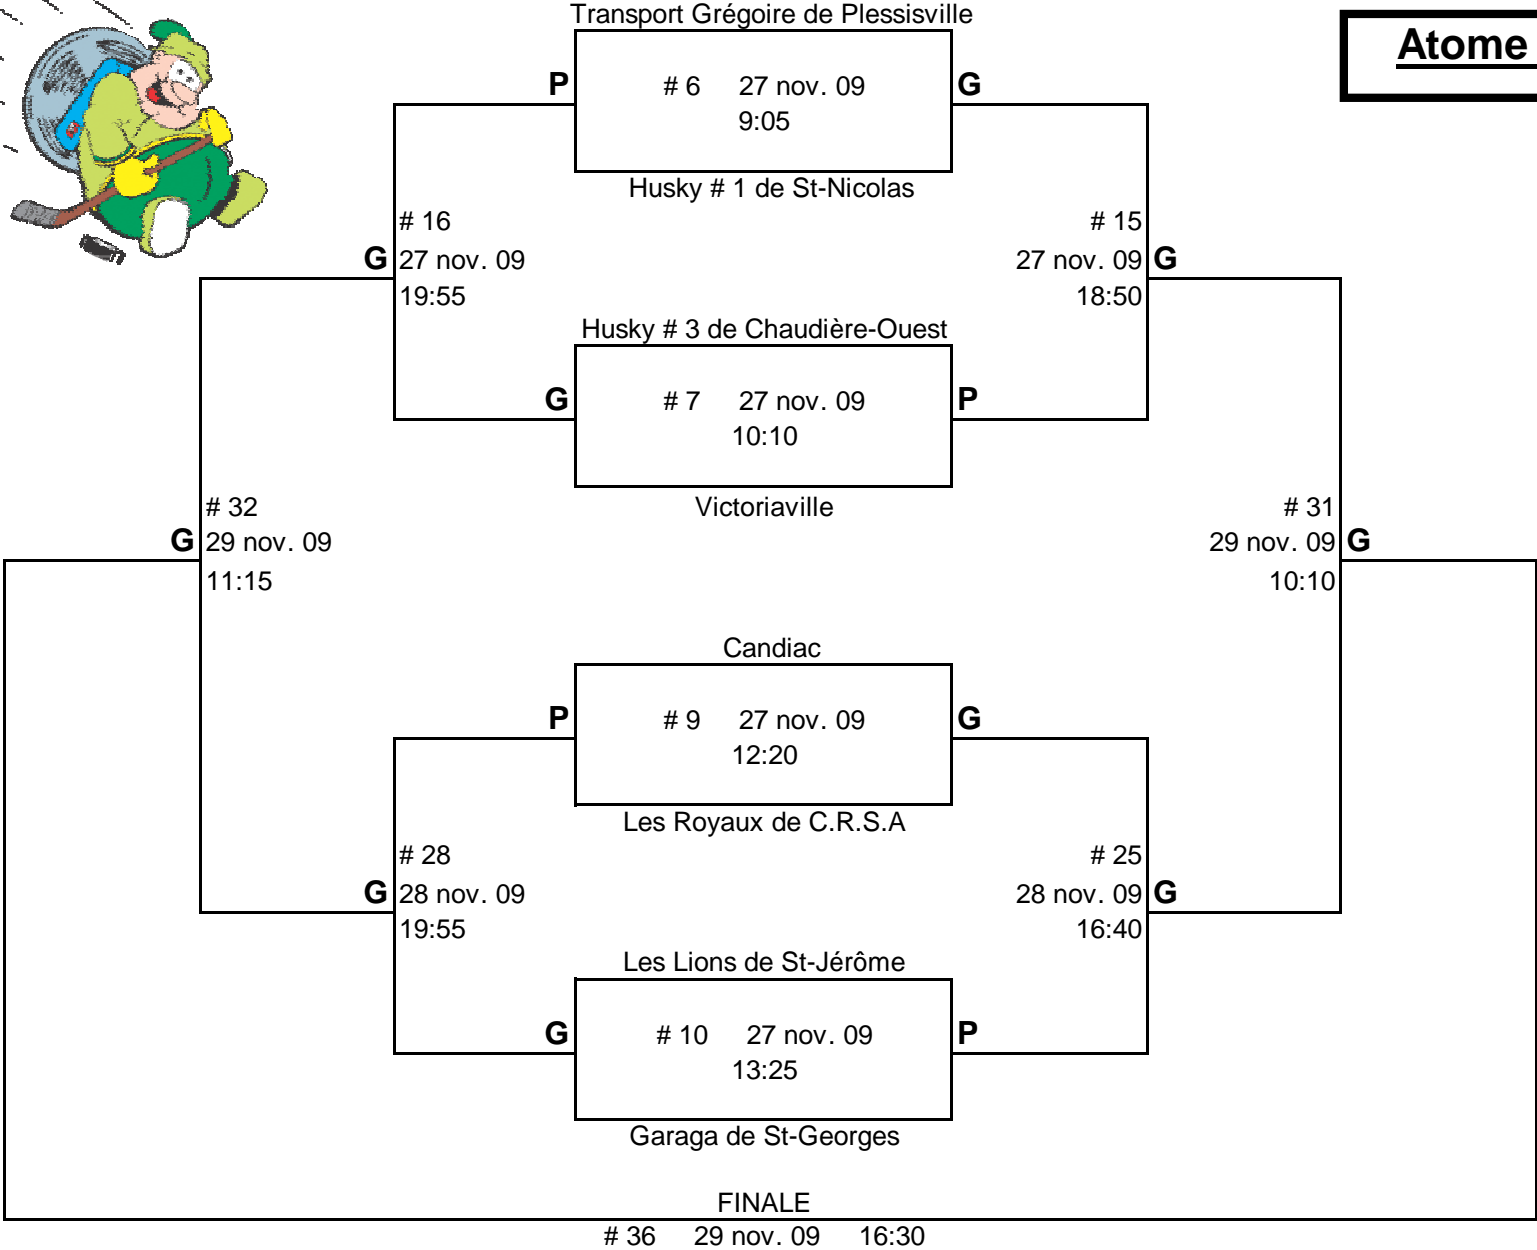 Transport Grégoire de Plessisville
Atome
P # 6 27 nov. 09 G
9:05
Husky # 1 de St-Nicolas
# 16 # 15
G 27 nov. 09 27 nov. 09 G
19:55 18:50
Husky # 3 de Chaudière-Ouest
G # 7 27 nov. 09 P
10:10
Victoriaville
# 32 # 31
G 29 nov. 09 29 nov. 09 G
11:15 10:10
Candiac
P # 9 27 nov. 09 G
12:20
Les Royaux de C.R.S.A
# 28 # 25
G 28 nov. 09 28 nov. 09 G
19:55 16:40
Les Lions de St-Jérôme
G # 10 27 nov. 09 P
13:25
Garaga de St-Georges
FINALE
# 36 29 nov. 09 16:30